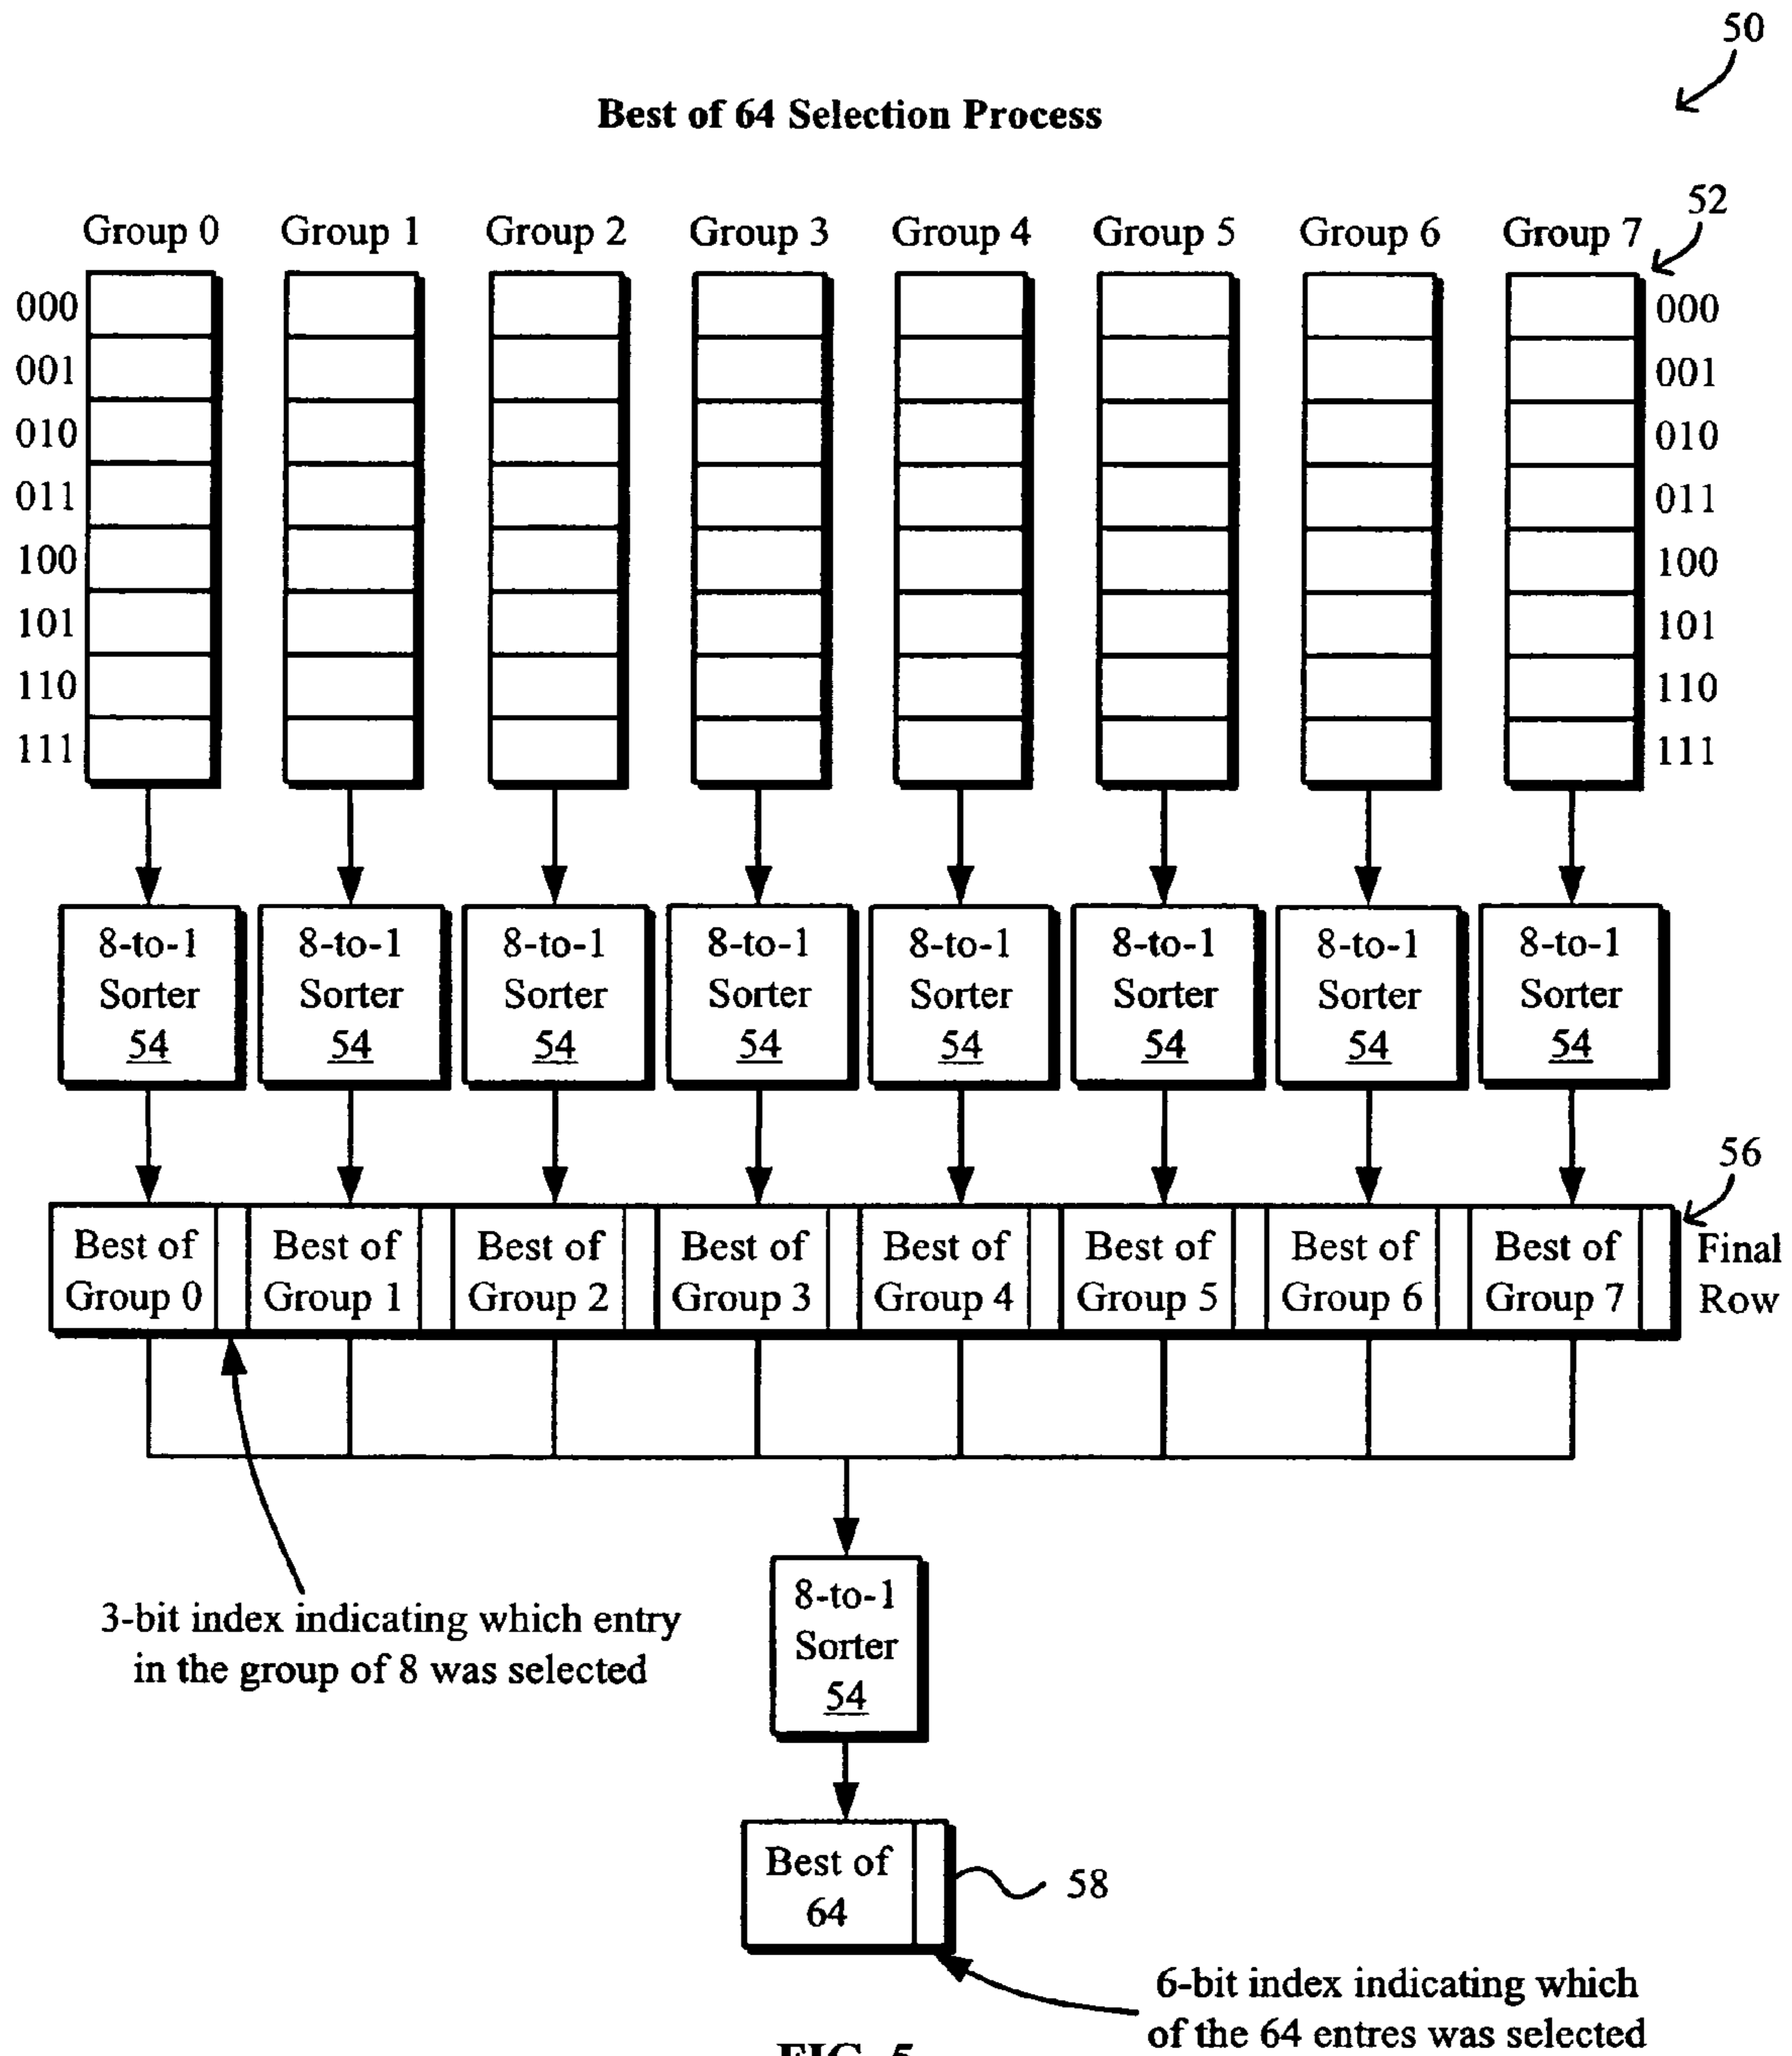 50
Best of 64 Selection Process
52
Group 0 Group 1 Group 2 Group 3 Group 4 Group 5 Group 6 Group 7
000 000
001 001
010 010
011 011
100 100
101 101
110 110
111 111
8-to-1 8-to-1 8-to-1 8-to-1 8-to-1 8-to-1 8-to-1 8-to-1
Sorter Sorter Sorter Sorter Sorter Sorter Sorter Sorter
54 54 54 54 54 54 54 54
56
Best of Best of Best of Best of Best of Best of Best of Best of Final
Group 0 Group 1 Group 2 Group 3 Group 4 Group 5 Group 6 Group 7 Row
8-to-1
3-bit index indicating which entry Sorter
in the group of 8 was selected 54
Best of
64
58
6-bit index indicating which
of the 64 entres was selected
FIG. 5